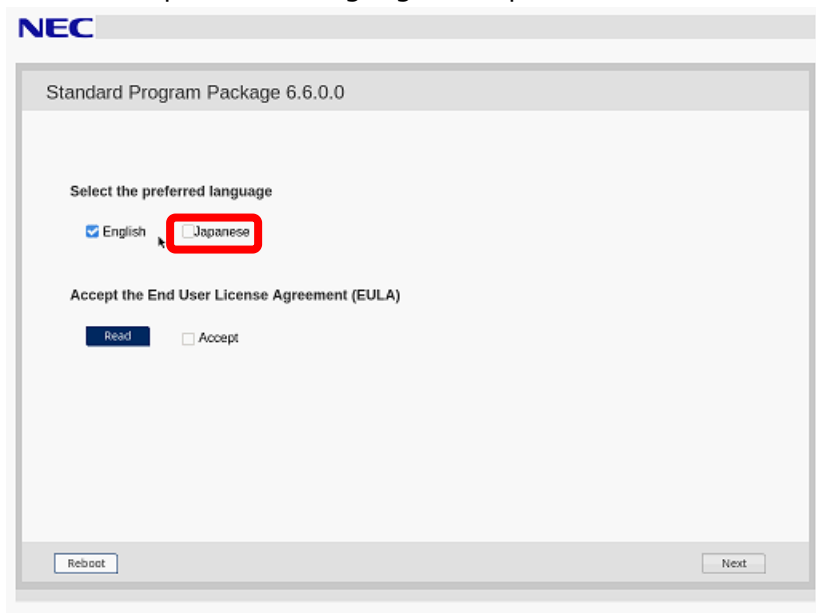 NEC
Standard Program Package 6.6.0.0
Select the preferred language
English Japanese
Accept the End User License Agreement (EULA)
Read Accept
Reboot Next